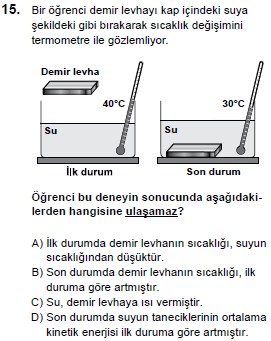 15. Bir öğrenci demir levhayı kap içindeki suya
şekildeki gibi bırakarak sıcaklık değişimini
termometre ile gözlemliyor.
Demir levha
40°C
30°C
Su
Su
İlk durum
Son durum
Öğrenci bu deneyin sonucunda aşağıdaki-
lerden hangisine ulaşamaz?
A) İlk durumda demir levhanın sıcaklığı, suyun
sıcaklığından düşüktür.
B) Son durumda demir levhanın sıcaklığı, ilk
duruma göre artmıştır.
C) Su, demir levhaya ısı vermiştir.
D) Son durumda suyun taneciklerinin ortalama
kinetik enerjisi ilk duruma göre artmıştır.